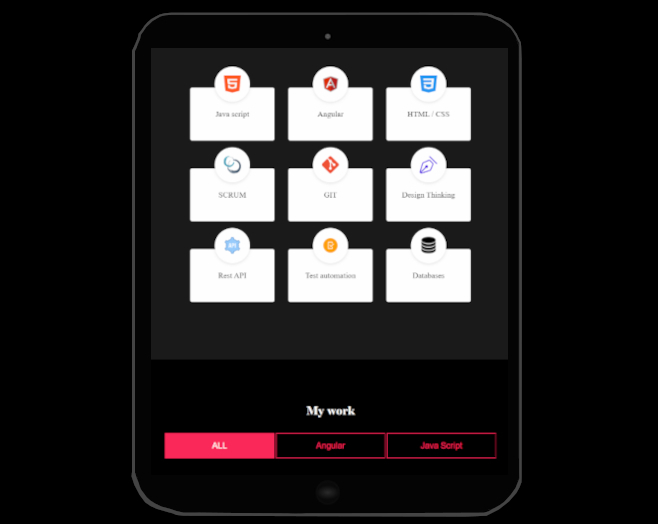 Java script
Angular
HTML / CSS
SCRUM
GIT
Design Thinking
API
Rest API
Test automation
Databases
My work
ALL
Angular
Java Script